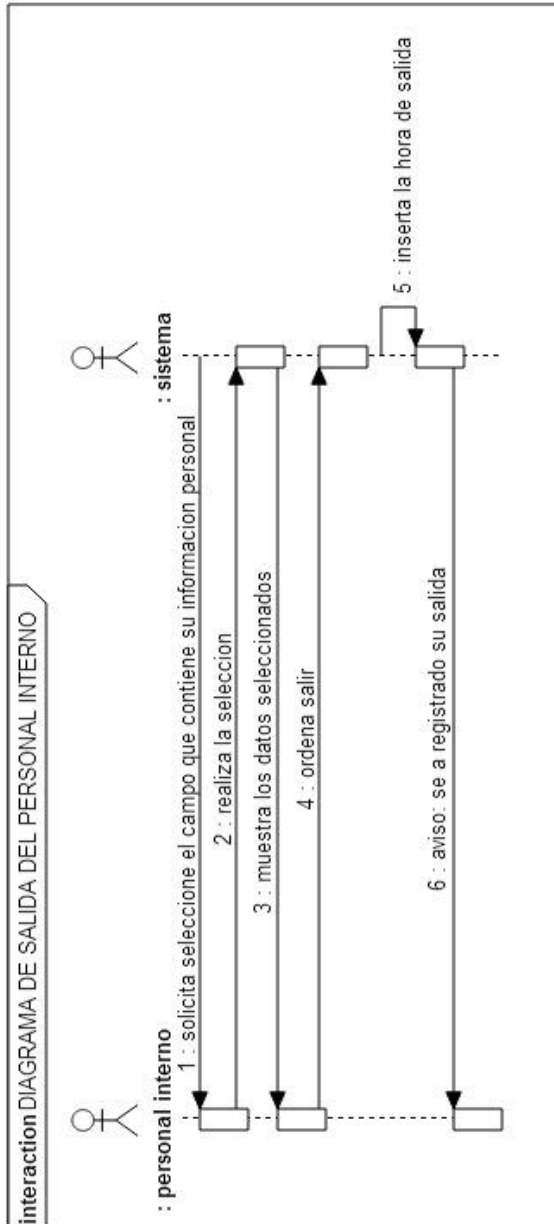 interaction DIAGRAMA DE SALIDA DEL PERSONAL INTERNO
: personal interno
: sistema
1 : solicita seleccione el campo que contiene su informacion personal
2 : realiza la seleccion
3 : muestra los datos seleccionados
4 : ordena salir
5 : inserta la hora de salida
6 : aviso: se a registrado su salida